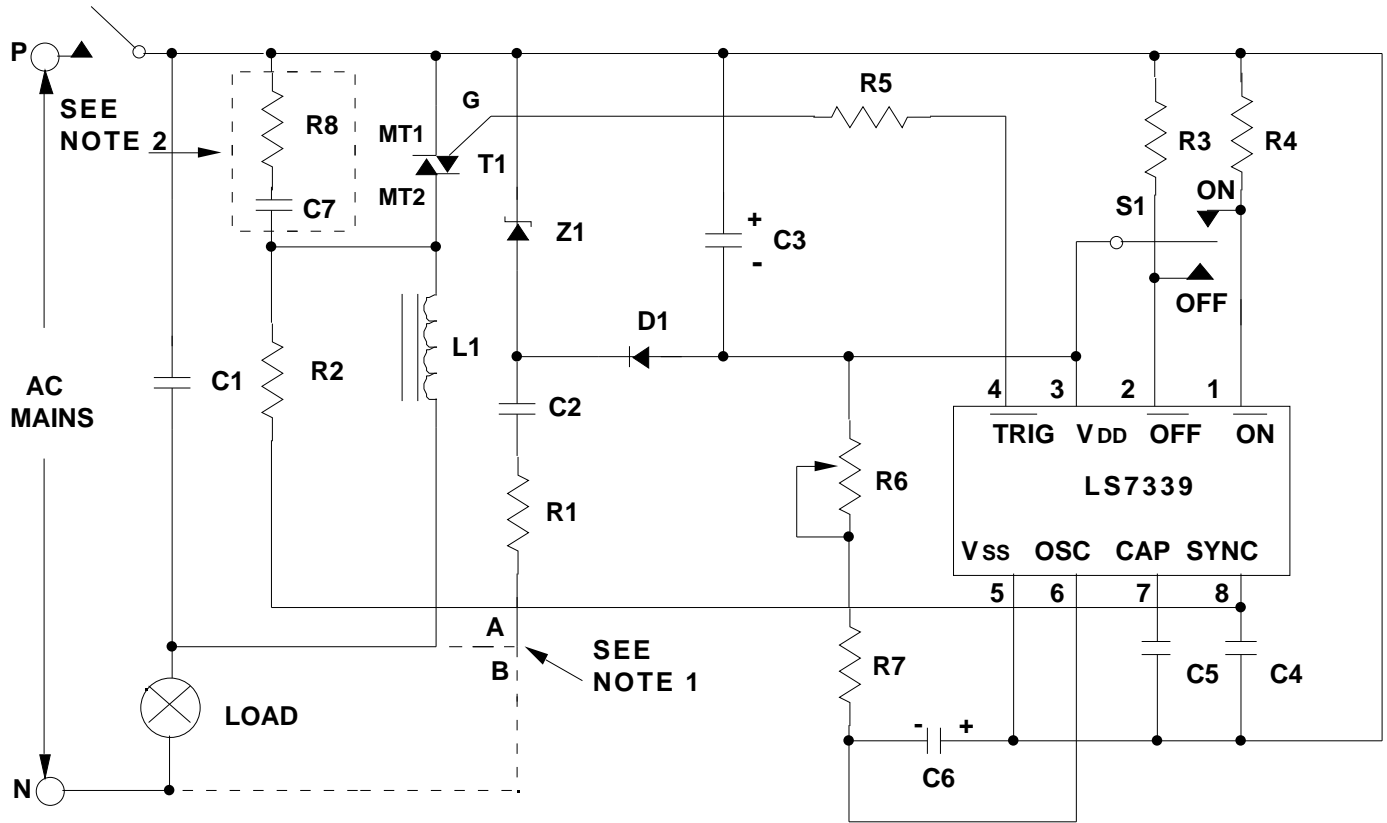 P
SEE
NOTE 2
R8
C7
G
MT1
T1
MT2
R5
Z1
+
C3
-
R3
R4
ON
S1
OFF
D1
L1
C2
R2
C1
AC
MAINS
4 3 2 1
TRIG VDD OFF ON
LS7339
VSS OSC CAP SYNC
5 6 7 8
R6
R1
A
B
SEE
NOTE 1
R7
C5
C4
LOAD
- +
C6
N